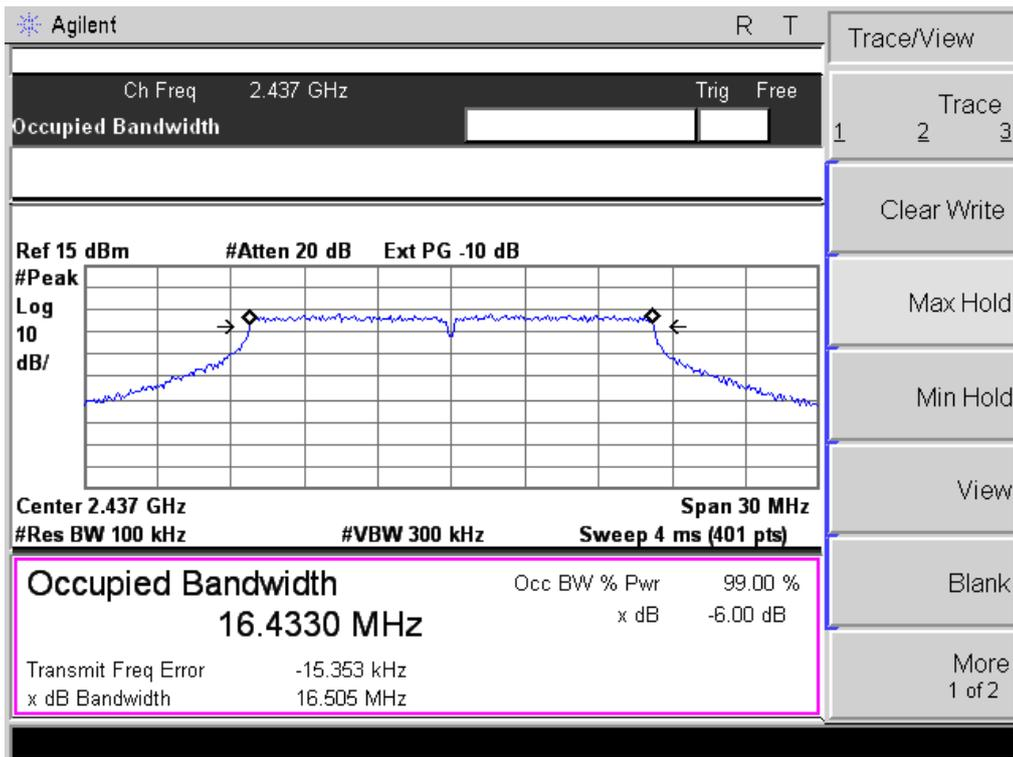 Agilent R T
Ch Freq 2.437 GHz Trig Free
Occupied Bandwidth
Ref 15 dBm #Atten 20 dB Ext PG -10 dB
#Peak
Log
10
dB/
Center 2.437 GHz Span 30 MHz
#Res BW 100 kHz #VBW 300 kHz Sweep 4 ms (401 pts)
Occupied Bandwidth
16.4330 MHz
Occ BW % Pwr 99.00 %
x dB -6.00 dB
Transmit Freq Error -15.353 kHz
x dB Bandwidth 16.505 MHz
Trace/View
Trace
1 2 3
Clear Write
Max Hold
Min Hold
View
Blank
More
1 of 2